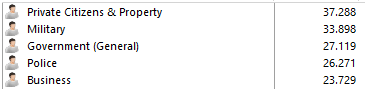 Private Citizens & Property 37.288
Military 33.898
Government (General) 27.119
Police 26.271
Business 23.729